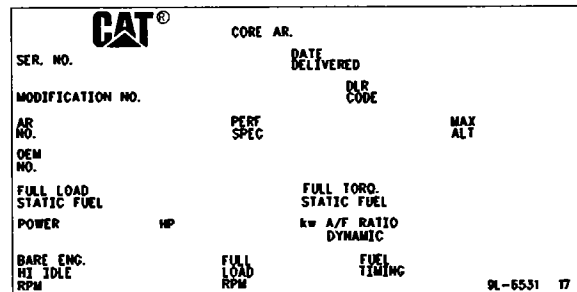 CAT® CORE AR.
SER. NO. DATE DELIVERED
MODIFICATION NO. DLR CODE
AR NO. PERF SPEC MAX ALT
OEM NO.
FULL LOAD STATIC FUEL FULL TORQ. STATIC FUEL
POWER HP kw A/F RATIO DYNAMIC
BARE ENG. HI IDLE RPM FULL LOAD RPM FUEL TIMING 9L-6531 17